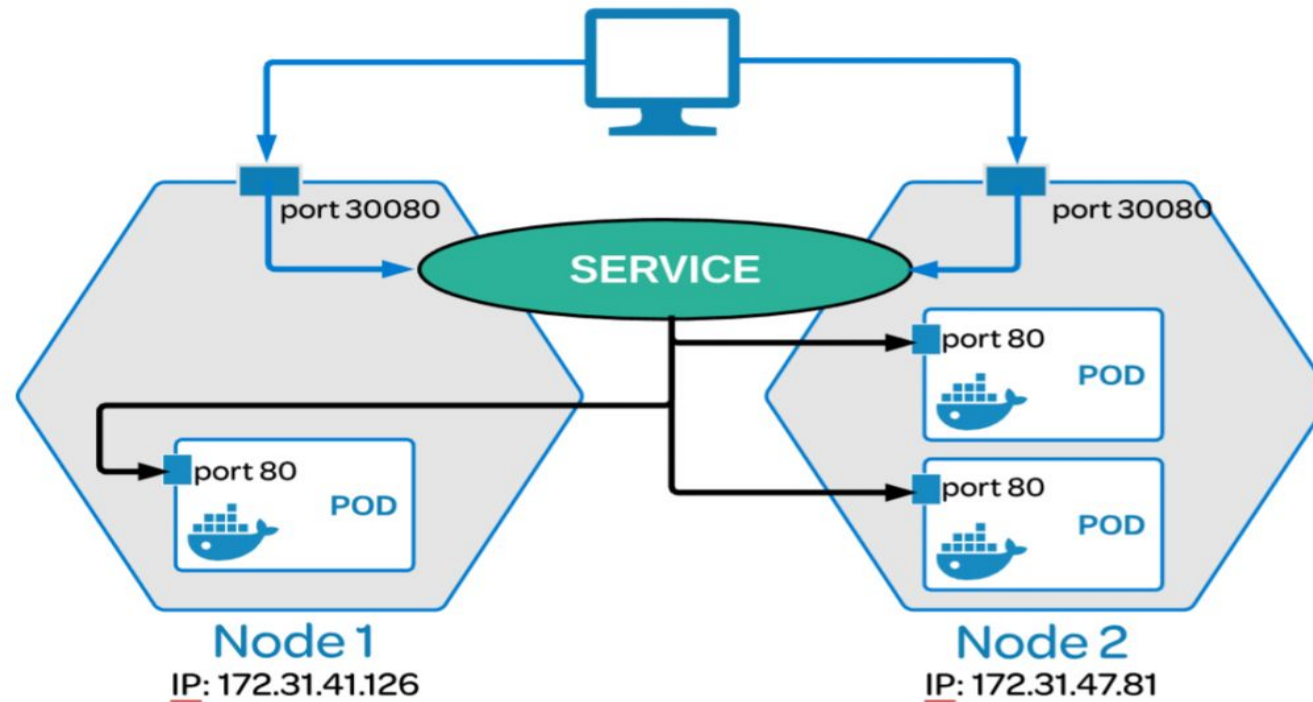 port 30080
port 30080
SERVICE
port 80
POD
port 80
POD
port 80
POD
Node 1
IP: 172.31.41.126
Node 2
IP: 172.31.47.81